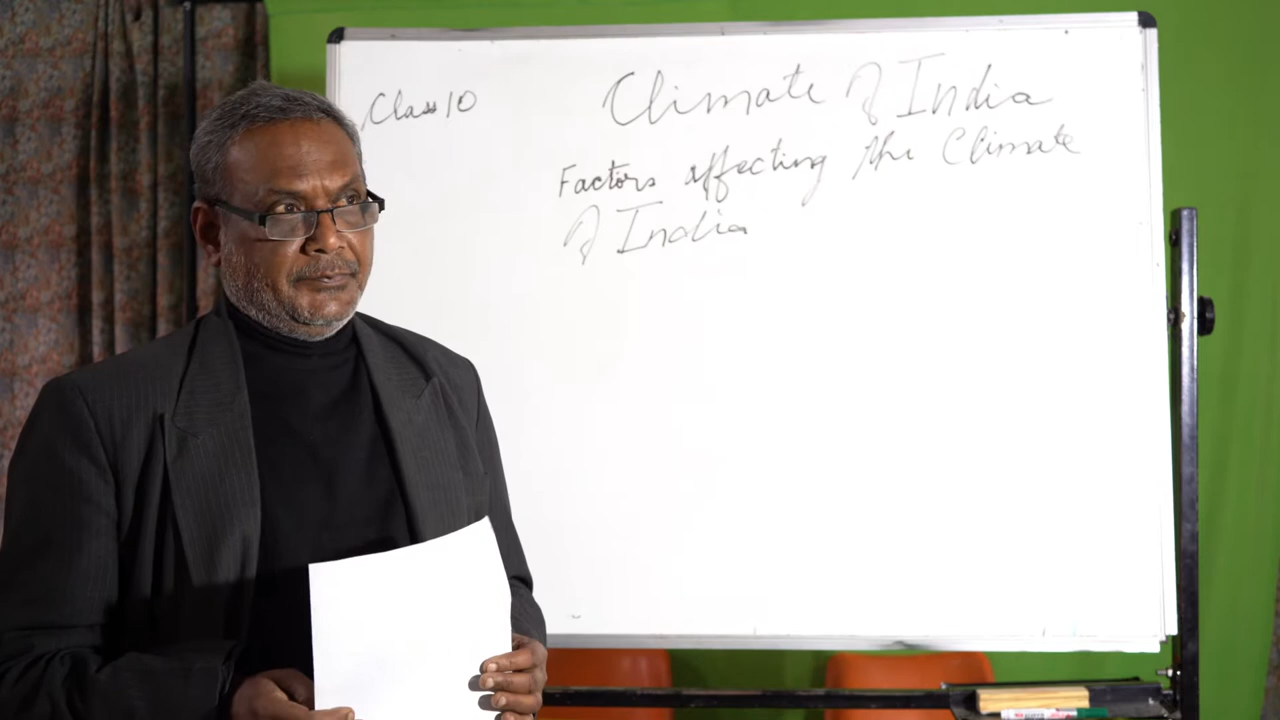 Class 10
Climate of India
Factors affecting the Climate
of India